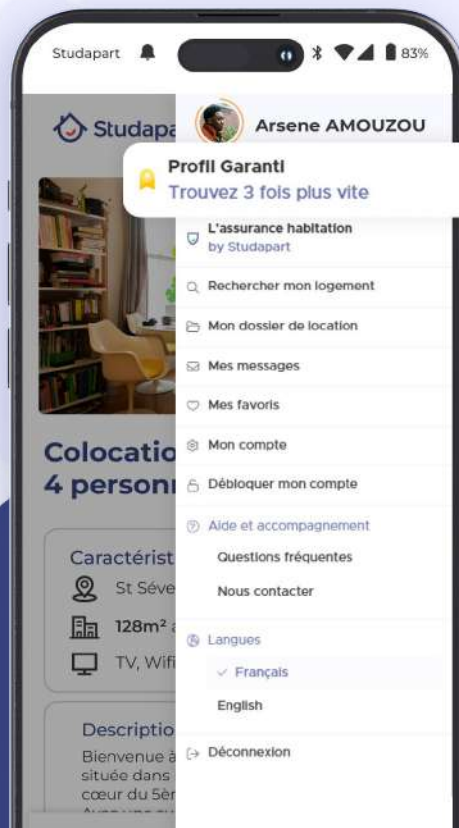 Studapart
83%
Arsene AMOUZOU
Profil Garanti
Trouvez 3 fois plus vite
L'assurance habitation
by Studapart
Rechercher mon logement
Mon dossier de location
Mes messages
Mes favoris
Mon compte
Débloquer mon compte
Aide et accompagnement
Questions fréquentes
Nous contacter
Langues
Français
English
Déconnexion
Studapa
Colocatio
4 person
Caractérist
St Séve
128m²
TV, Wifi
Descriptio
Bienvenue à
située dans
cœur du 5èr